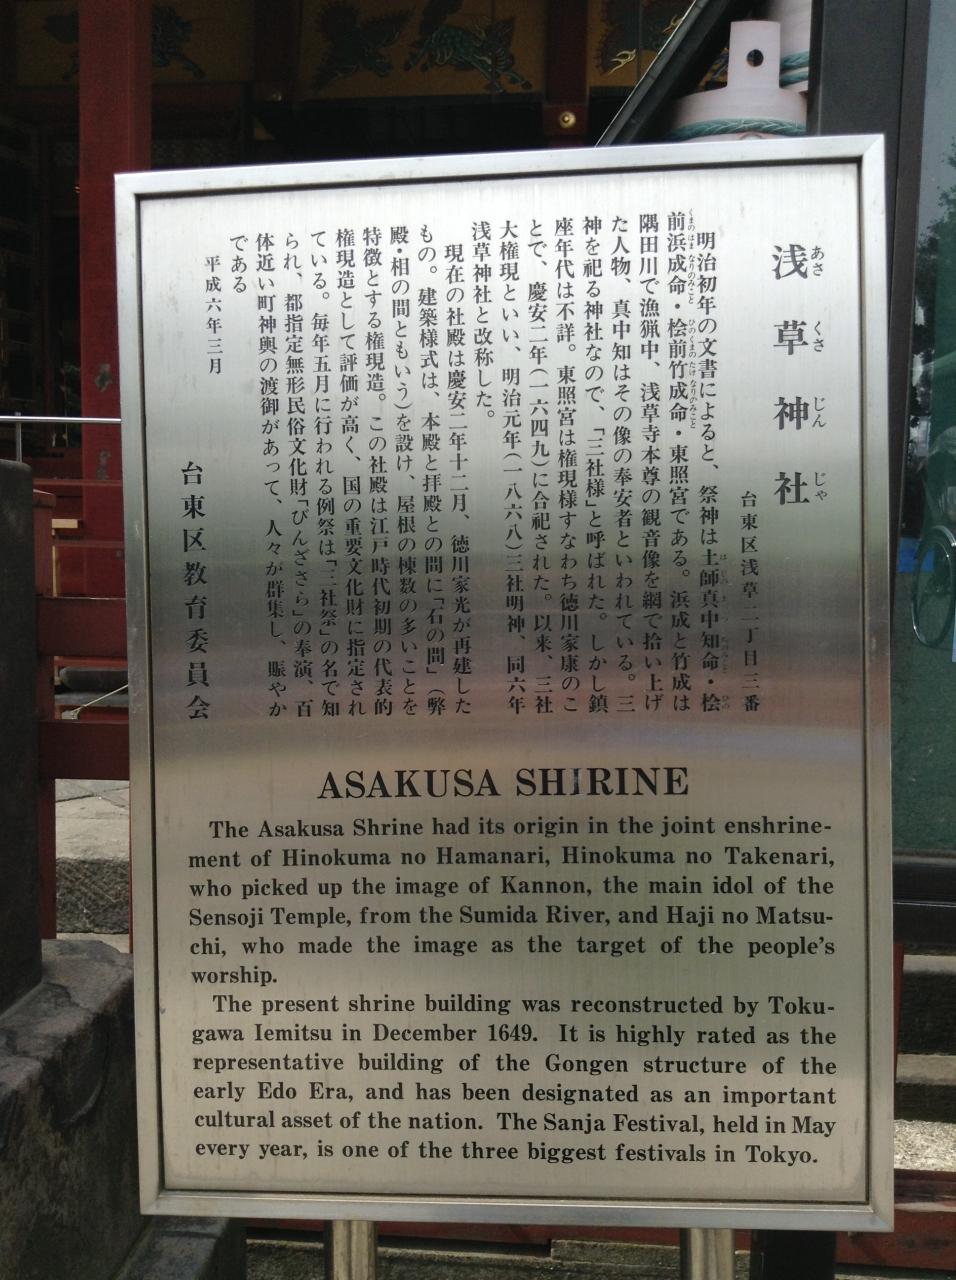 浅草神社
あさくさじんじゃ
台東区浅草二丁目三番
明治初年の文書によると、祭神は土師真中知命・桧
前浜成命・桧前竹成命・東照宮である。浜成と竹成は
隅田川で漁猟中、浅草寺本尊の観音像を網で拾い上げ
た人物、真中知はその像の奉安者といわれている。三
神を祀る神社なので、「三社様」と呼ばれた。しかし鎮
座年代は不詳。東照宮は権現様すなわち徳川家康のこ
とで、慶安二年(一六四九)に合祀された。以来、三社
大権現といい、明治元年(一八六八)三社明神、同六年
浅草神社と改称した。
現在の社殿は慶安二年十二月、徳川家光が再建した
もの。建築様式は、本殿と拝殿との間に「石の間」(弊
殿・相の間ともいう)を設け、屋根の棟数の多いことを
特徴とする権現造。この社殿は江戸時代初期の代表的
権現造として評価が高く、国の重要文化財に指定され
ている。毎年五月に行われる例祭は「三社祭」の名で知
られ、都指定無形民俗文化財「びんざさら」の奉演、百
体近い町神輿の渡御があって、人々が群集し、賑やか
である
平成六年三月
台東区教育委員会
ASAKUSA SHIRINE
The Asakusa Shrine had its origin in the joint enshrine-
ment of Hinokuma no Hamanari, Hinokuma no Takenari,
who picked up the image of Kannon, the main idol of the
Sensoji Temple, from the Sumida River, and Haji no Matsu-
chi, who made the image as the target of the people's
worship.
The present shrine building was reconstructed by Toku-
gawa Iemitsu in December 1649. It is highly rated as the
representative building of the Gongen structure of the
early Edo Era, and has been designated as an important
cultural asset of the nation. The Sanja Festival, held in May
every year, is one of the three biggest festivals in Tokyo.